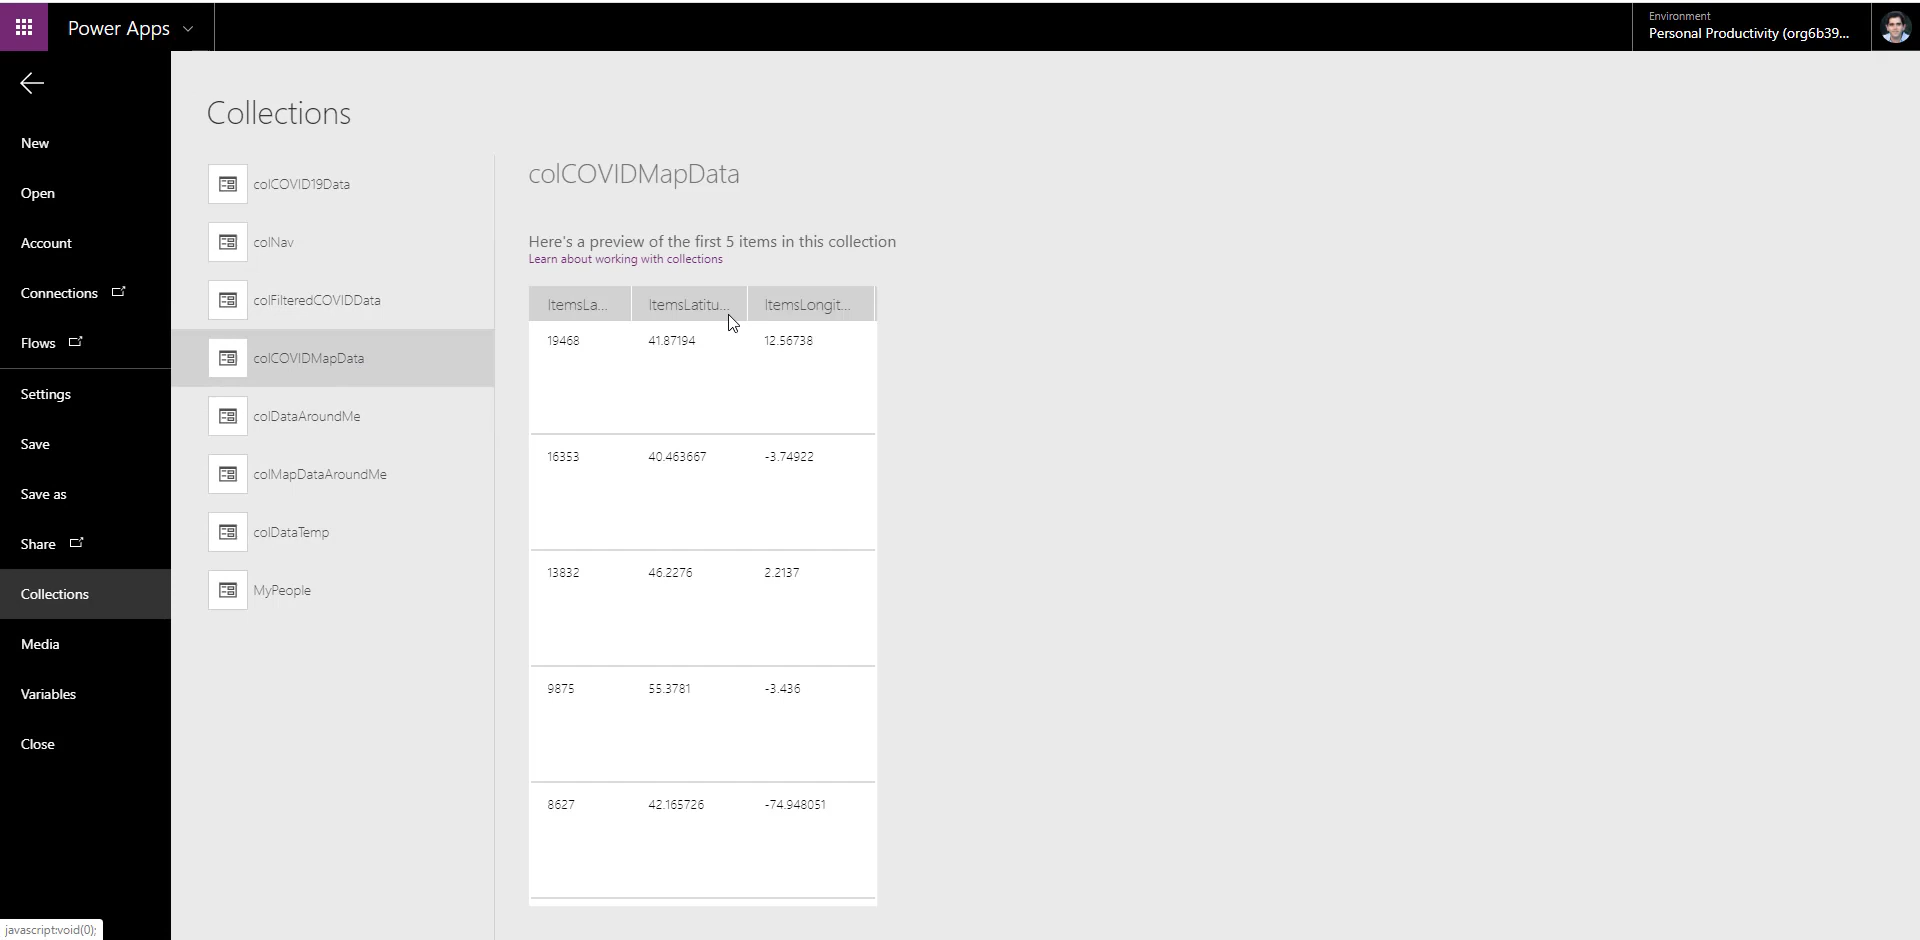 Power Apps
Environment
Personal Productivity (org6b39...
New
Open
Account
Connections
Flows
Settings
Save
Save as
Share
Collections
Media
Variables
Close
javascript:void(0);
Collections
colCOVID19Data
colNav
colFilteredCOVIDData
colCOVIDMapData
colDataAroundMe
colMapDataAroundMe
colDataTemp
MyPeople
colCOVIDMapData
Here's a preview of the first 5 items in this collection
Learn about working with collections
ItemsLa... ItemsLatitu... ItemsLongit...
19468 41.87194 12.56738
16353 40.463667 -3.74922
13832 46.2276 2.2137
9875 55.3781 -3.436
8627 42.165726 -74.948051